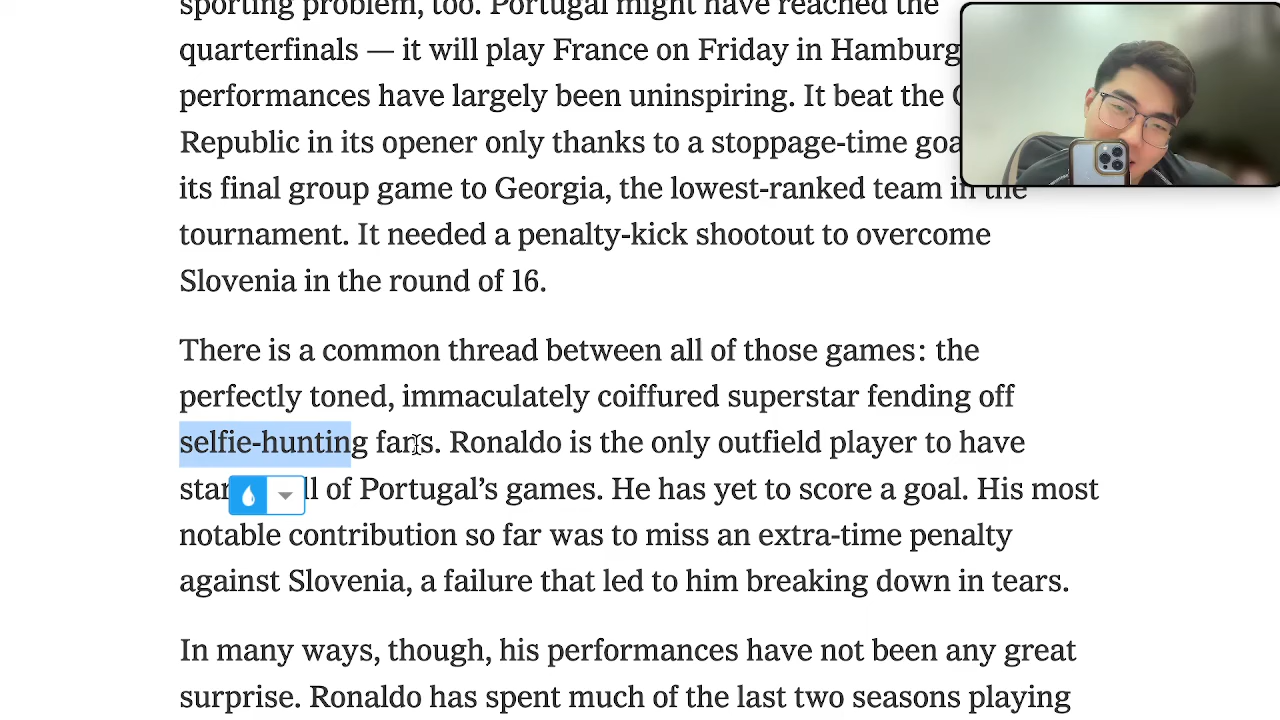 sporting problem, too. Portugal might have reached the
quarterfinals — it will play France on Friday in Hamburg
performances have largely been uninspiring. It beat the
Republic in its opener only thanks to a stoppage-time
its final group game to Georgia, the lowest-ranked team in the
tournament. It needed a penalty-kick shootout to overcome
Slovenia in the round of 16.
There is a common thread between all of those games: the
perfectly toned, immaculately coiffured superstar fending off
selfie-hunting fans. Ronaldo is the only outfield player to have
of Portugal’s games. He has yet to score a goal. His most
notable contribution so far was to miss an extra-time penalty
against Slovenia, a failure that led to him breaking down in tears.
In many ways, though, his performances have not been any great
surprise. Ronaldo has spent much of the last two seasons playing